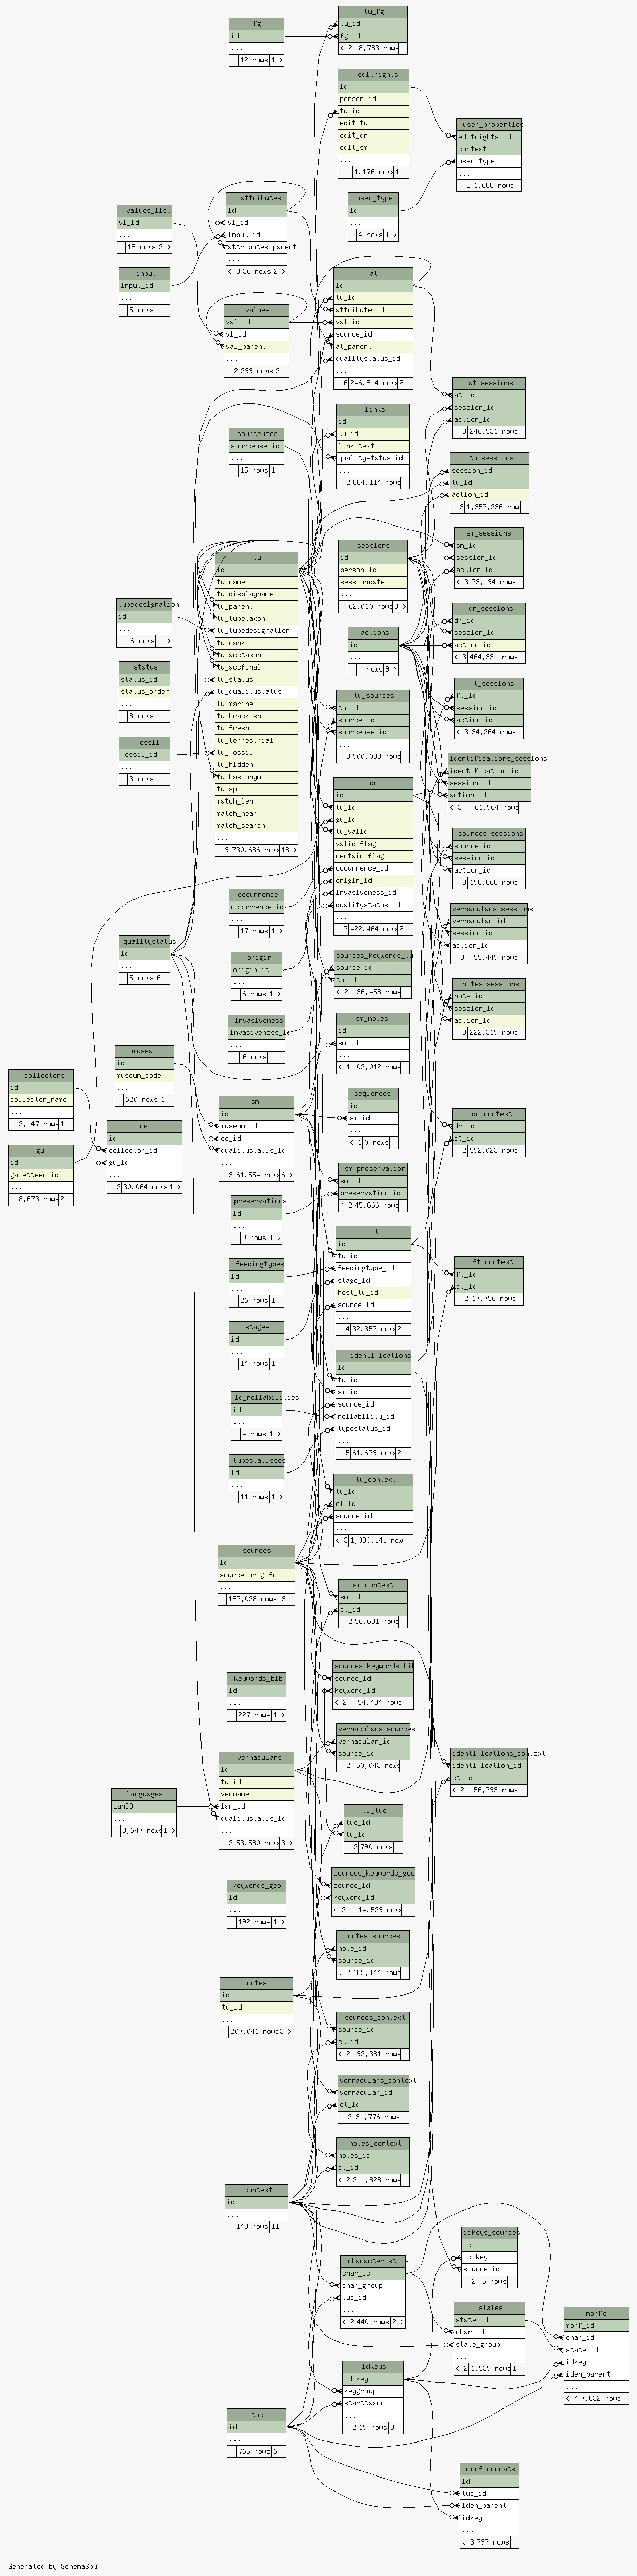 fg
id
...
12 rows 1 >
tu_fg
tu_id
fg_id
< 2 18,783 rows
editrights
id
person_id
tu_id
edit_tu
edit_dr
edit_sm
...
< 1 1,176 rows 1 >
user_properties
editrights_id
context
user_type
...
< 2 1,688 rows
user_type
id
...
4 rows 1 >
values_list
vl_id
...
15 rows 2 >
attributes
id
vl_id
input_id
attributes_parent
...
< 3 36 rows 2 >
input
input_id
...
5 rows 1 >
values
val_id
vl_id
val_parent
...
< 2 299 rows 2 >
at
id
tu_id
attribute_id
val_id
source_id
at_parent
qualitystatus_id
...
< 6 246,514 rows 2 >
at_sessions
at_id
session_id
action_id
< 3 246,531 rows
links
id
tu_id
link_text
qualitystatus_id
...
< 2 884,114 rows
sourceuses
sourceuse_id
...
15 rows 1 >
tu_sessions
session_id
tu_id
action_id
< 3 1,357,236 row
sessions
id
person_id
sessiondate
...
62,010 rows 9 >
sm_sessions
sm_id
session_id
action_id
< 3 73,194 rows
tu
id
tu_name
tu_displayname
tu_parent
tu_typetaxon
tu_typedesignation
tu_rank
tu_acctaxon
tu_accfinal
tu_status
tu_qualitystatus
tu_marine
tu_brackish
tu_fresh
tu_terrestrial
tu_fossil
tu_hidden
tu_basionym
tu_sp
match_len
match_near
match_search
...
< 9 730,686 rows 18 >
typedesignation
id
...
6 rows 1 >
status
status_id
status_order
...
8 rows 1 >
fossil
fossil_id
...
3 rows 1 >
actions
id
...
4 rows 9 >
dr_sessions
dr_id
session_id
action_id
< 3 464,331 rows
tu_sources
tu_id
source_id
sourceuse_id
...
< 3 900,039 rows
ft_sessions
ft_id
session_id
action_id
< 3 34,264 rows
identifications_sessions
identification_id
session_id
action_id
< 3 61,964 rows
dr
id
tu_id
gu_id
tu_valid
valid_flag
certain_flag
occurrence_id
origin_id
invasiveness_id
qualitystatus_id
...
< 7 422,464 rows 2 >
sources_sessions
source_id
session_id
action_id
< 3 198,868 rows
occurrence
occurrence_id
...
17 rows 1 >
vernaculars_sessions
vernacular_id
session_id
action_id
< 3 55,449 rows
qualitystatus
id
...
5 rows 6 >
origin
origin_id
...
6 rows 1 >
sources_keywords_tu
source_id
tu_id
< 2 36,458 rows
notes_sessions
note_id
session_id
action_id
< 3 222,319 rows
invasiveness
invasiveness_id
...
6 rows 1 >
sm_notes
id
sm_id
...
< 1 102,012 rows
musea
id
museum_code
...
620 rows 1 >
collectors
id
collector_name
...
2,147 rows 1 >
sm
id
museum_id
ce_id
qualitystatus_id
...
< 3 61,554 rows 6 >
sequences
id
sm_id
...
< 1 0 rows
dr_context
dr_id
ct_id
< 2 592,023 rows
ce
id
collector_id
gu_id
...
< 2 30,064 rows 1 >
gu
id
gazetteer_id
...
8,673 rows 2 >
sm_preservation
sm_id
preservation_id
< 2 45,666 rows
preservations
id
...
9 rows 1 >
ft
id
tu_id
feedingtype_id
stage_id
host_tu_id
source_id
...
< 4 32,357 rows 2 >
feedingtypes
id
...
26 rows 1 >
ft_context
ft_id
ct_id
< 2 17,756 rows
stages
id
...
14 rows 1 >
identifications
id
tu_id
sm_id
source_id
reliability_id
typestatus_id
...
< 5 61,679 rows 2 >
id_reliabilities
id
...
4 rows 1 >
typestatusses
id
...
11 rows 1 >
tu_context
tu_id
ct_id
source_id
...
< 3 1,080,141 row
sources
id
source_orig_fn
...
187,028 rows 13 >
sm_context
sm_id
ct_id
< 2 56,681 rows
keywords_bib
id
...
227 rows 1 >
sources_keywords_bib
source_id
keyword_id
< 2 54,434 rows
vernaculars_sources
vernacular_id
source_id
< 2 50,043 rows
vernaculars
id
tu_id
vername
lan_id
qualitystatus_id
...
< 2 53,580 rows 3 >
identifications_context
identification_id
ct_id
< 2 56,793 rows
languages
LanID
...
8,647 rows 1 >
tu_tuc
tuc_id
tu_id
< 2 790 rows
keywords_geo
id
...
192 rows 1 >
sources_keywords_geo
source_id
keyword_id
< 2 14,529 rows
notes_sources
note_id
source_id
< 2 185,144 rows
notes
id
tu_id
...
207,041 rows 3 >
sources_context
source_id
ct_id
< 2 192,381 rows
vernaculars_context
vernacular_id
ct_id
< 2 31,776 rows
notes_context
notes_id
ct_id
< 2 211,828 rows
context
id
...
149 rows 11 >
characteristics
char_id
char_group
tuc_id
...
< 2 440 rows 2 >
idkeys_sources
id
id_key
source_id
< 2 5 rows
states
state_id
char_id
state_group
...
< 2 1,539 rows 1 >
morfo
morf_id
char_id
state_id
idkey
iden_parent
...
< 4 7,832 rows
idkeys
id_key
keygroup
starttaxon
...
< 2 19 rows 3 >
tuc
id
...
765 rows 6 >
morf_concats
id
tuc_id
iden_parent
idkey
...
< 3 797 rows
Generated by SchemaSpy